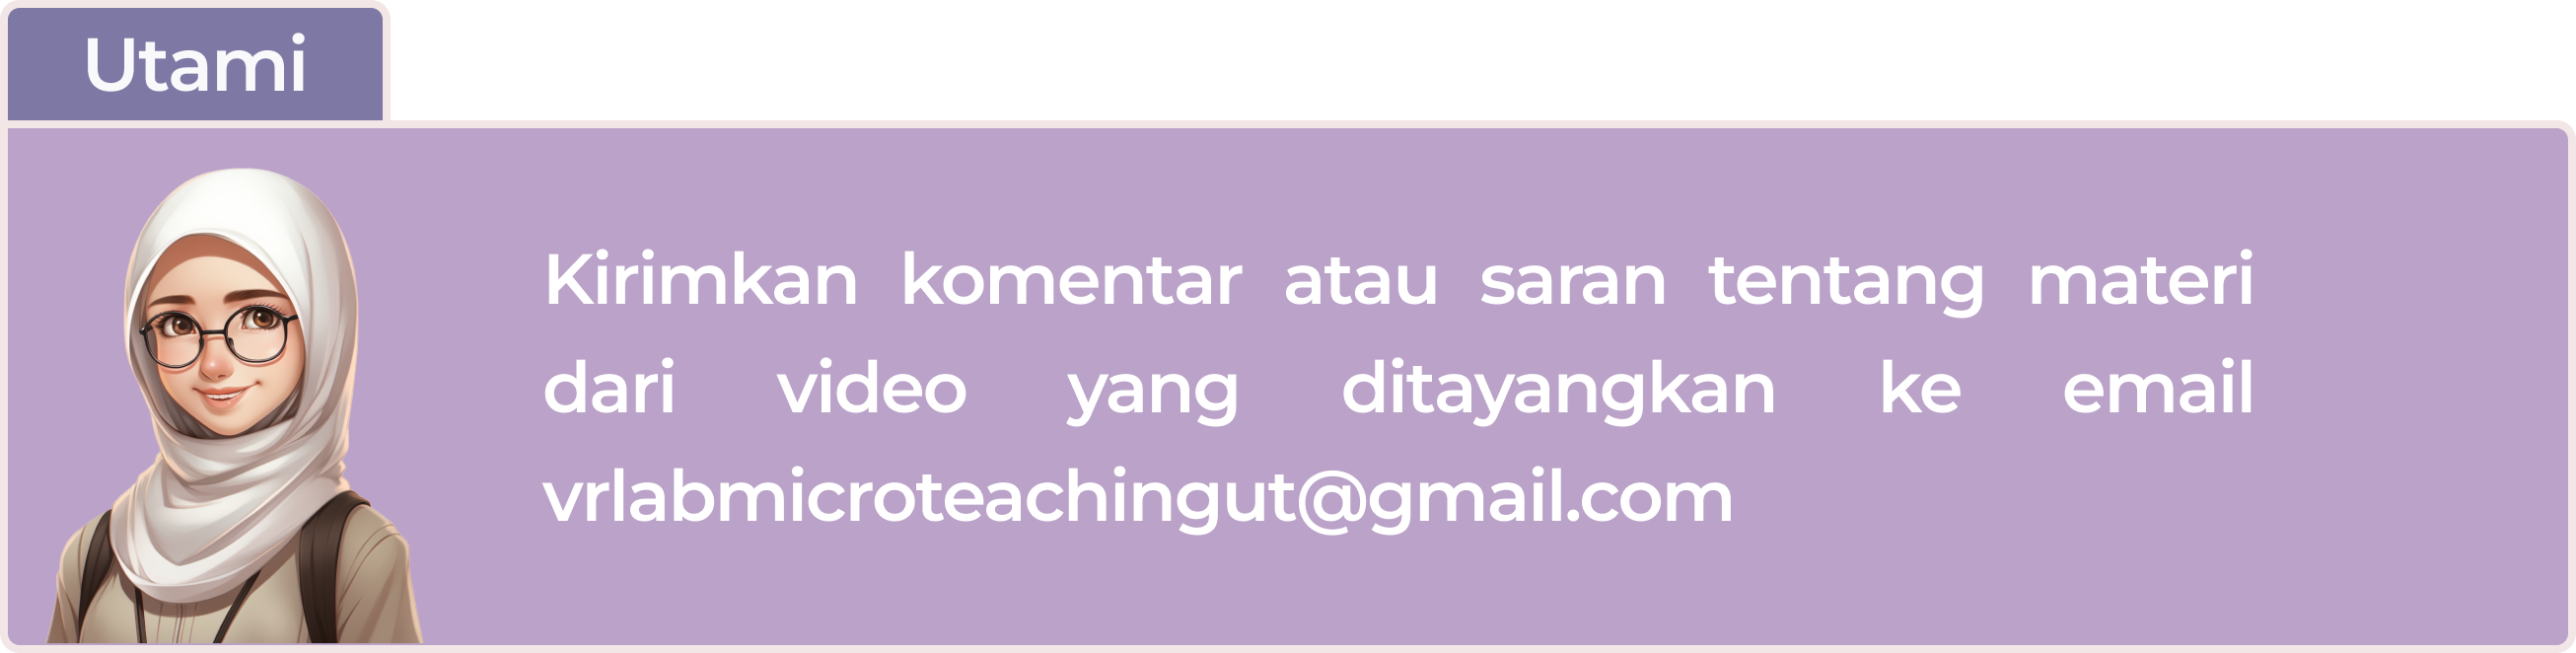 Utami
Kirimkan komentar atau saran tentang materi
dari video yang ditayangkan ke email
vrlabmicroteachingut@gmail.com